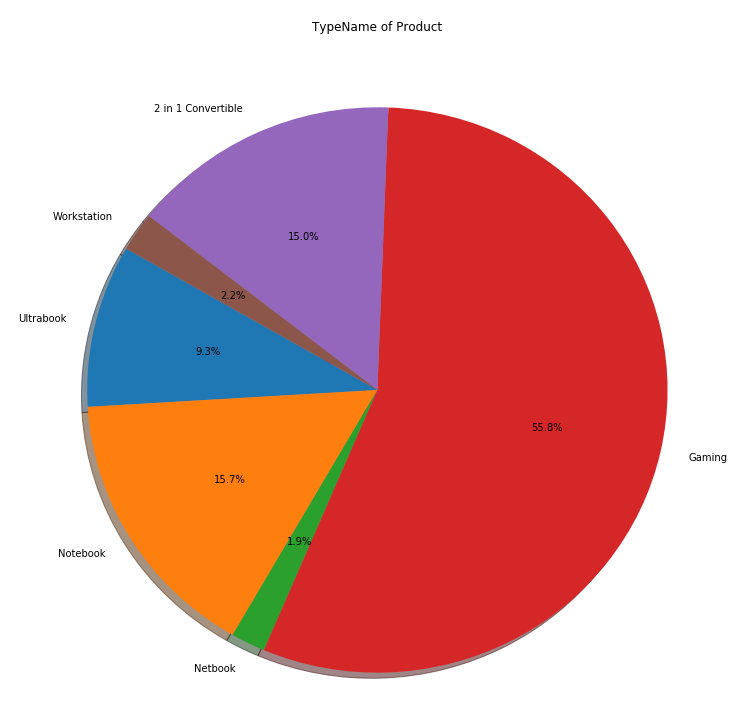 TypeName of Product
2 in 1 Convertible
15.0%
Workstation
2.2%
Ultrabook
9.3%
55.8%
Gaming
15.7%
Notebook
1.9%
Netbook